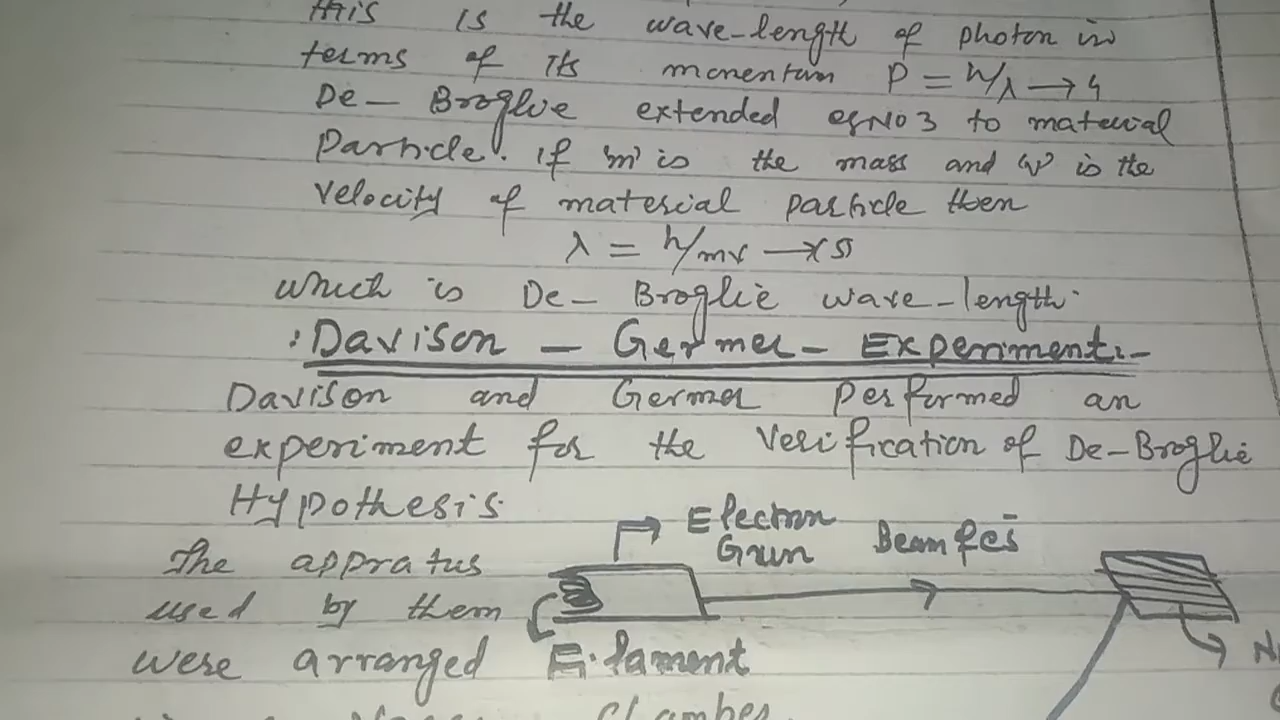 This is the wave-length of photon in
terms of its momentum P = h/λ → 4
De- Broglie extended eqNo3 to material
Particle. If 'm' is the mass and 'v' is the
velocity of material particle then
λ = h/mv → 5
which is De- Broglie wave-length.
:Davison - Germer- Experiment:-
Davison and Germer performed an
experiment for the verification of De-Broglie
Hypothesis.
Electron
Gun
Beam of es̄
The appratus
used by them
were arranged
Filament
chamber